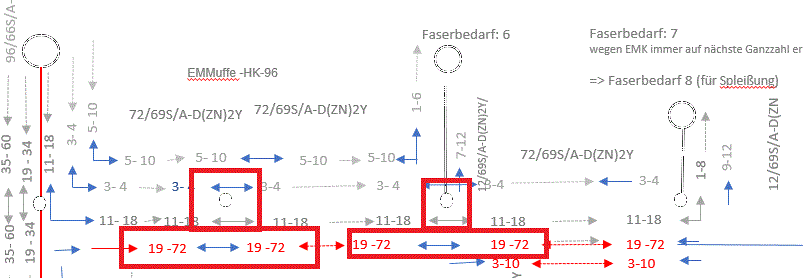 Faserbedarf: 6
Faserbedarf: 7
wegen EMK immer auf nächste Ganzzahl er
=> Faserbedarf 8 (für Spleißung)
EMMuffe -HK-96
96/66S/A-
72/69S/A-D(ZN)2Y
72/69S/A-D(ZN)2Y
72/69S/A-D(ZN)2Y
12/69S/A-D(ZN)2Y/
12/69S/A-D(ZN
35- 60
19 - 34
11- 18
3- 4
5- 10
1-6
7-12
1-8
9-12
5- 10
5- 10
5-10
5-10
3- 4
3- 4
3-4
3- 4
3-4
3-4
11- 18
11-18
11-18
11-18
11-18
11-18
35- 60
19 - 34
19 -72
19 -72
19 -72
19 -72
19 -72
3-10